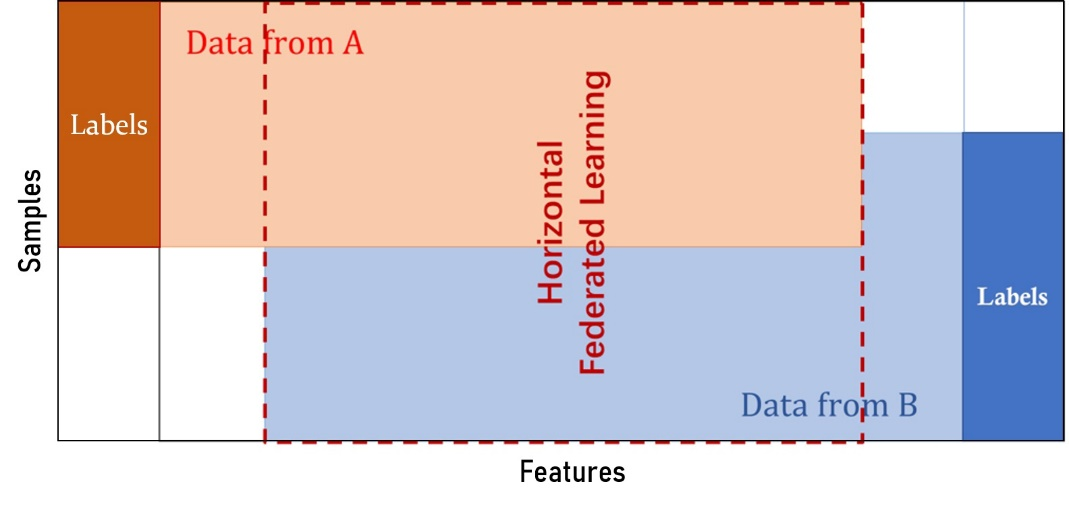 Data from A
Labels
Horizontal
Federated Learning
Samples
Labels
Data from B
Features